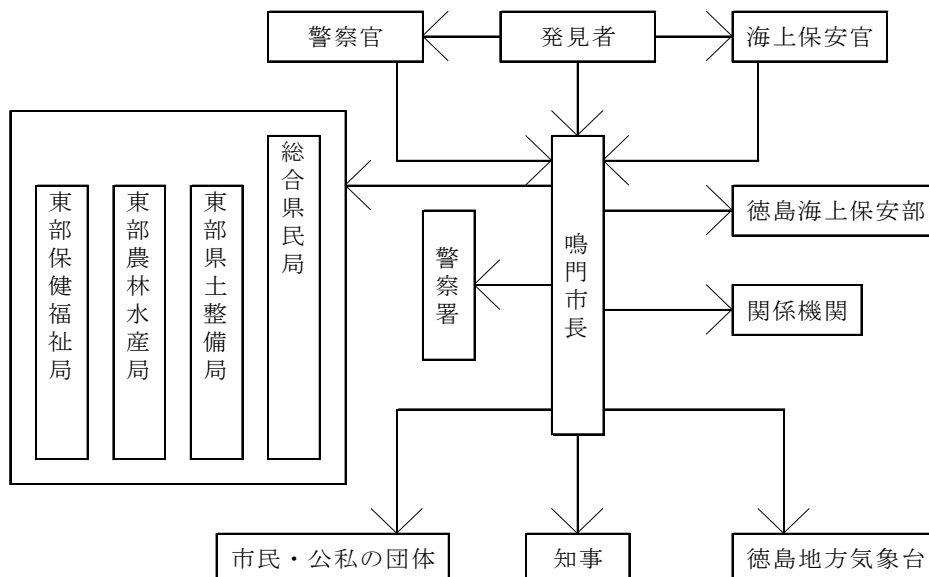 警察官
発見者
海上保安官
総合県民局
東部県土整備局
東部農林水産局
東部保健福祉局
警察署
鳴門市長
徳島海上保安部
関係機関
市民・公私の団体
知事
徳島地方気象台